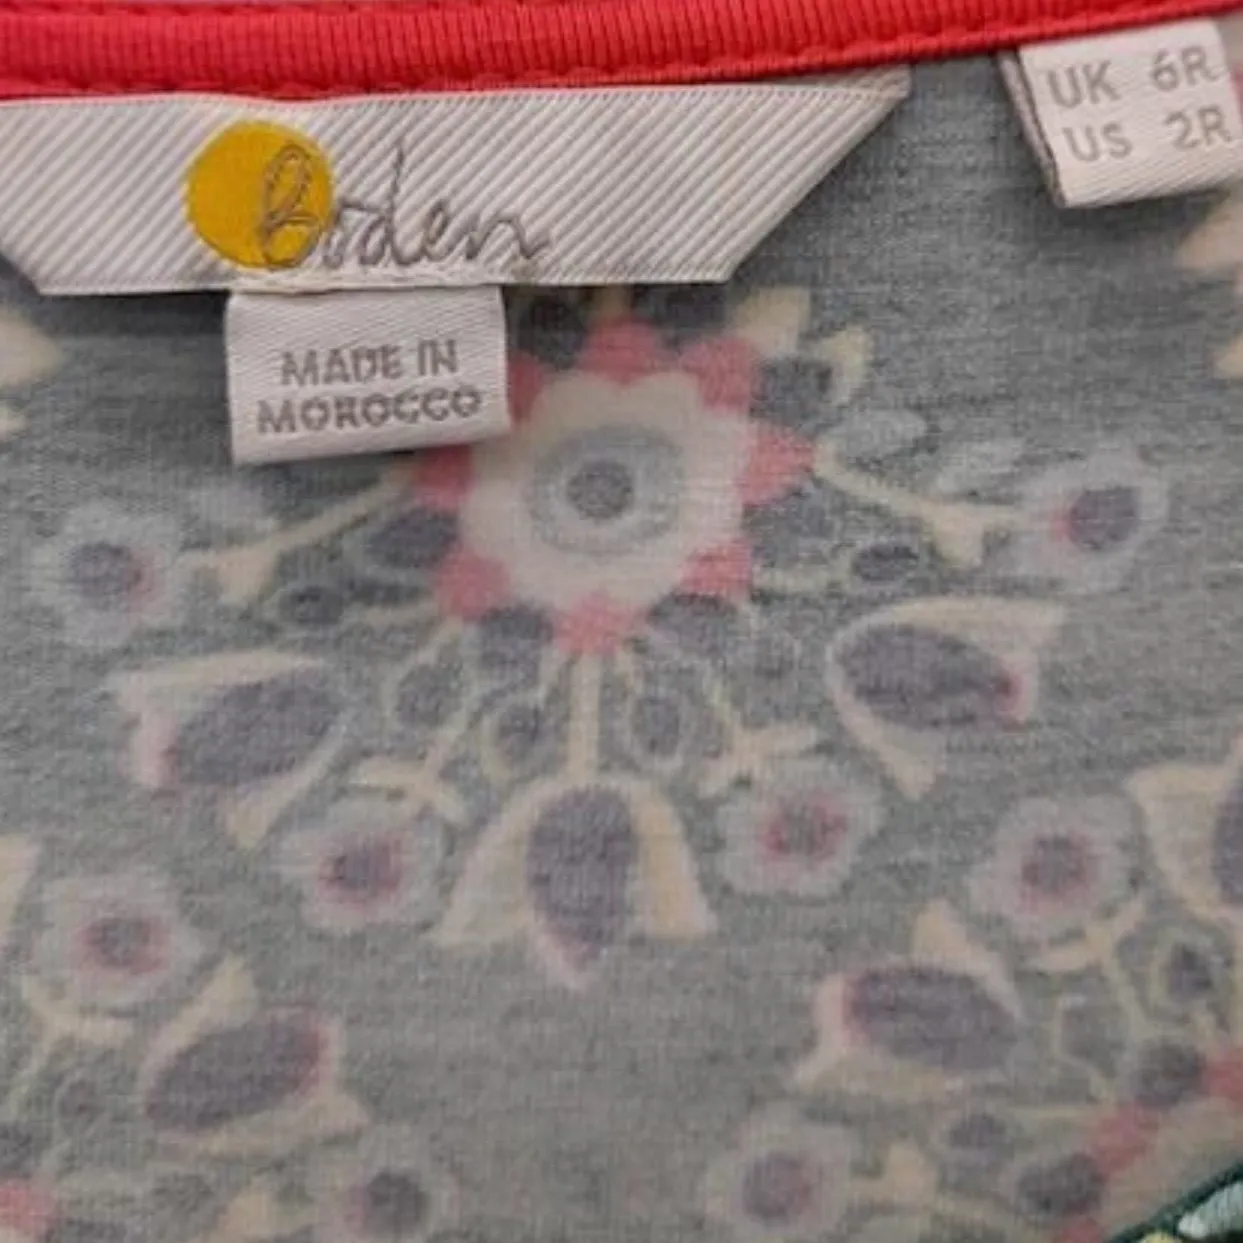 Boden
MADE IN
MOROCCO
UK 6R
US 2R